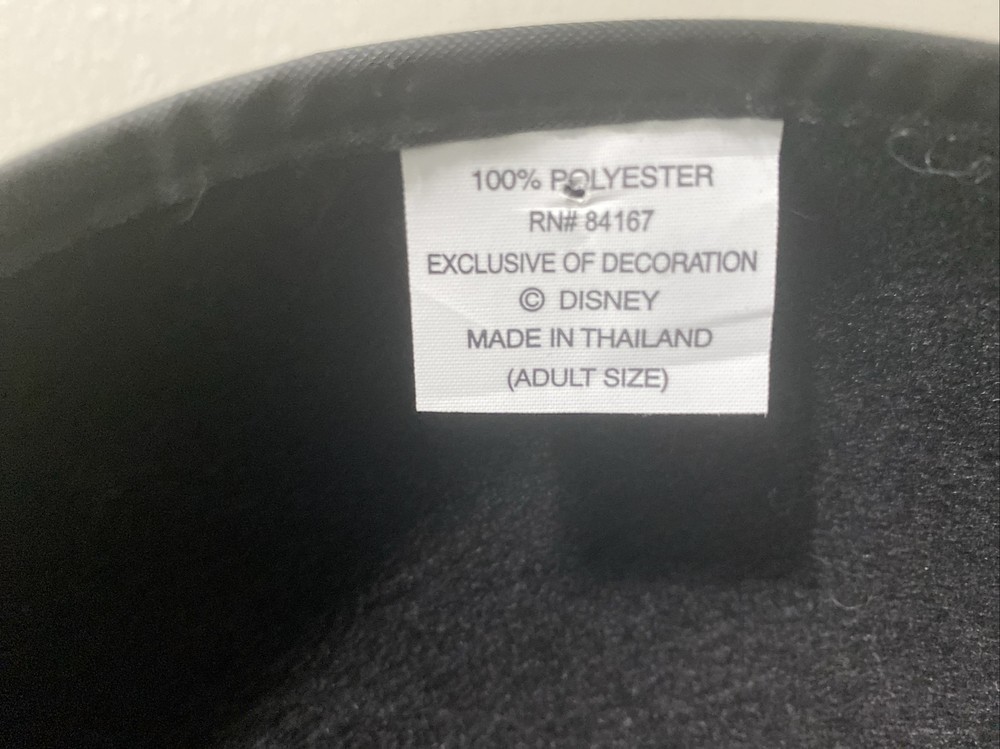 100% POLYESTER
RN# 84167
EXCLUSIVE OF DECORATION
© DISNEY
MADE IN THAILAND
(ADULT SIZE)